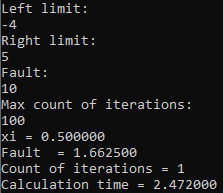 Left limit:
-4
Right limit:
5
Fault:
10
Max count of iterations:
100
xi = 0.500000
Fault  = 1.662500
Count of iterations = 1
Calculation time = 2.472000